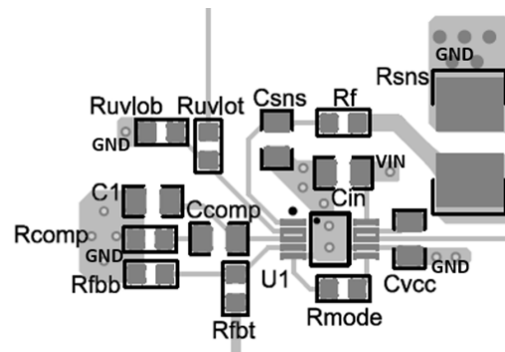 GND
Rsns
Csns
Rf
Ruvlob
Ruvlot
GND
VIN
C1
Cin
Ccomp
Rcomp
GND
GND
Rfbb
U1
Cvcc
Rfbt
Rmode